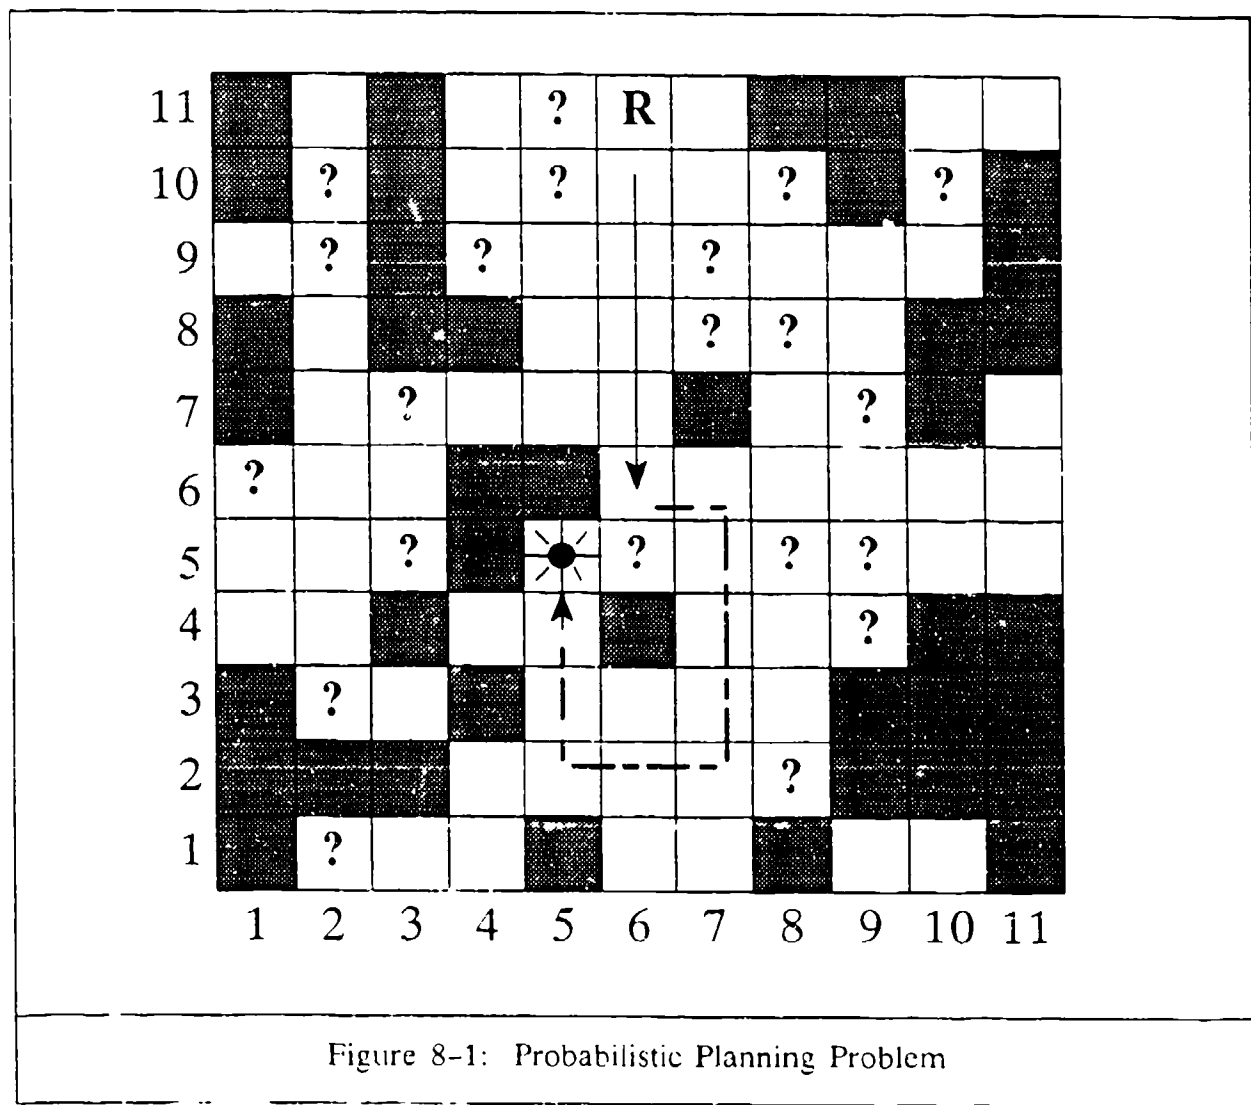 11 ? R
10 ? ? ? ?
9 ? ? ?
8 ? ?
7 ? ?
6 ?
5 ? ? ? ?
4 ?
3 ?
2 ?
1 ?
1 2 3 4 5 6 7 8 9 10 11
Figure 8-1: Probabilistic Planning Problem